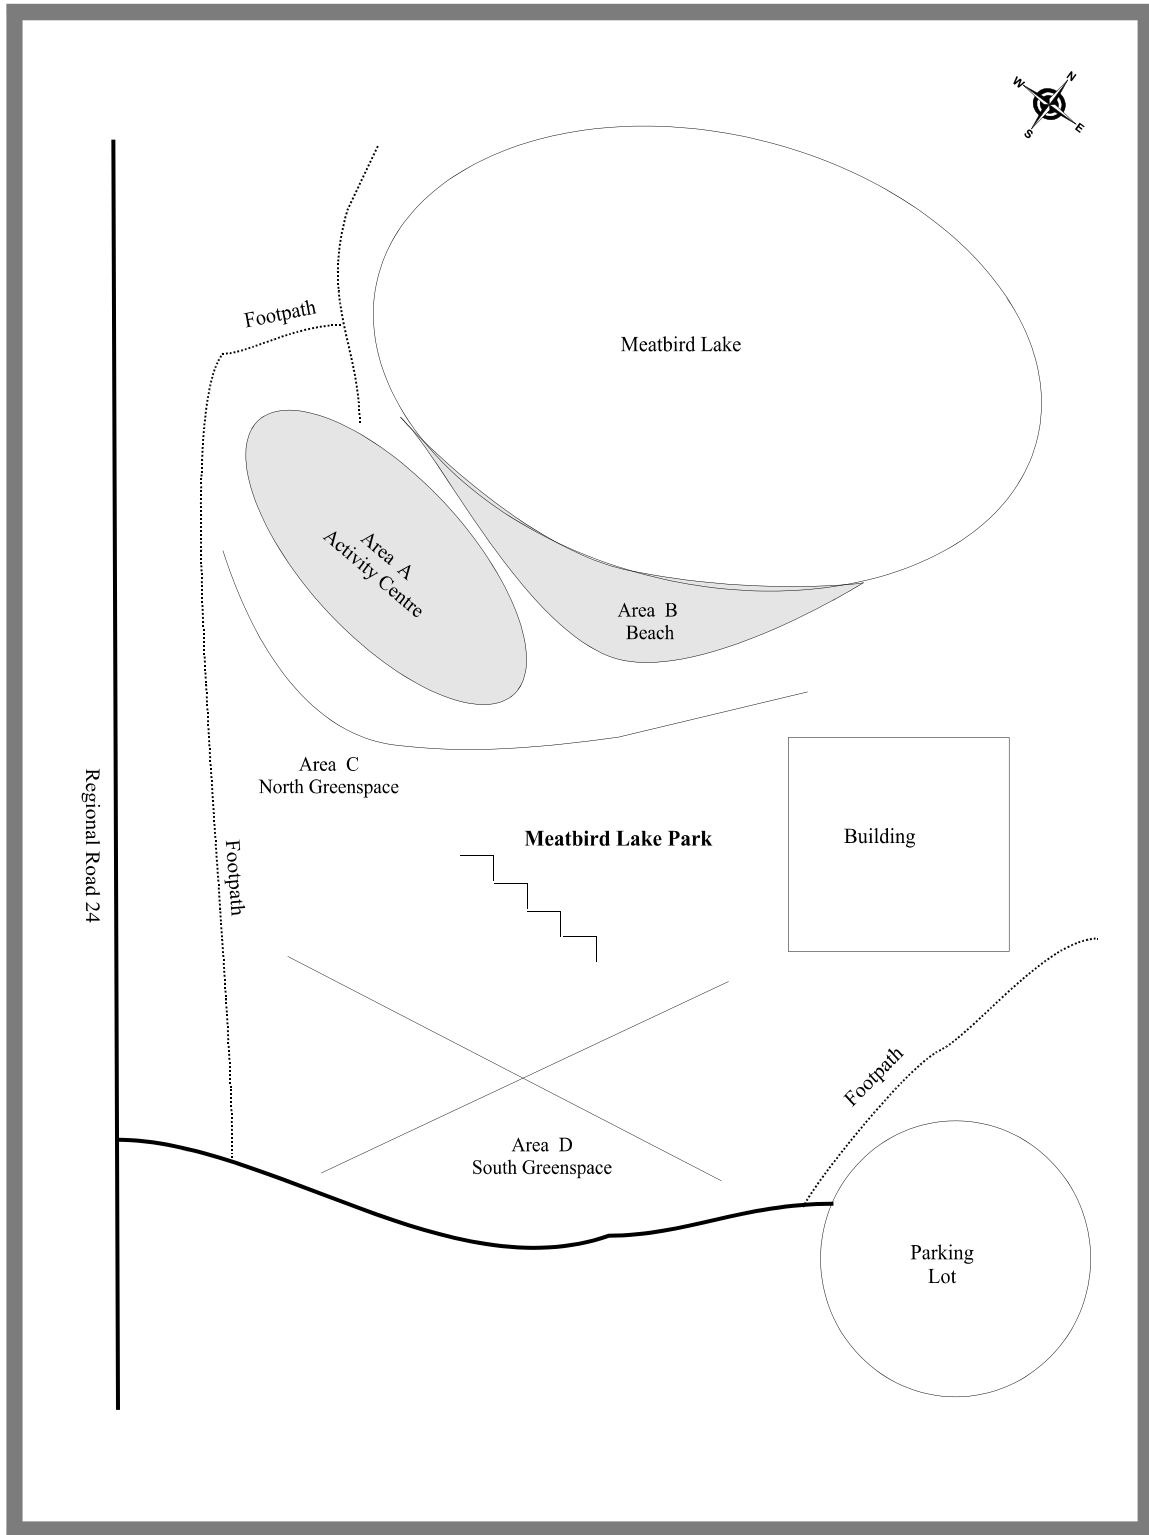 N
W
E
S
Footpath
Meatbird Lake
Area A
Activity Centre
Area B
Beach
Area C
North Greenspace
Regional Road 24
Footpath
Meatbird Lake Park
Building
Footpath
Area D
South Greenspace
Parking
Lot